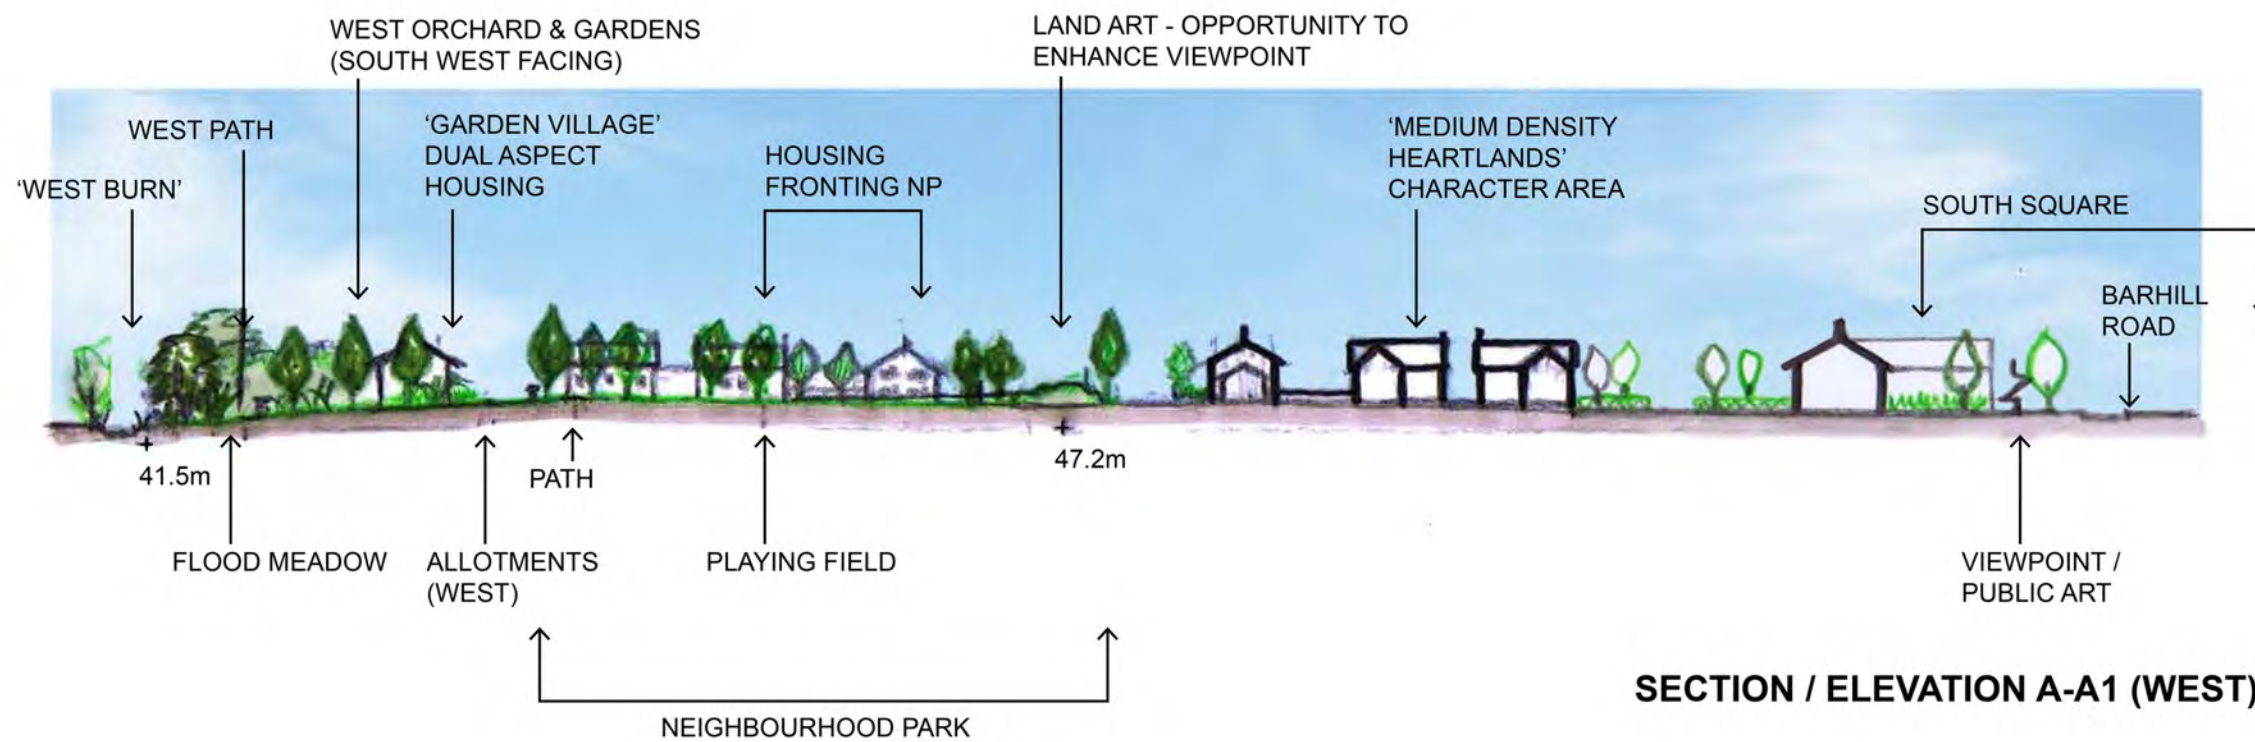 WEST ORCHARD & GARDENS
(SOUTH WEST FACING)
LAND ART - OPPORTUNITY TO
ENHANCE VIEWPOINT
WEST PATH
‘GARDEN VILLAGE’
DUAL ASPECT
HOUSING
HOUSING
FRONTING NP
‘MEDIUM DENSITY
HEARTLANDS’
CHARACTER AREA
‘WEST BURN’
SOUTH SQUARE
BARHILL
ROAD
41.5m
PATH
47.2m
FLOOD MEADOW
ALLOTMENTS
(WEST)
PLAYING FIELD
VIEWPOINT /
PUBLIC ART
NEIGHBOURHOOD PARK
SECTION / ELEVATION A-A1 (WEST)